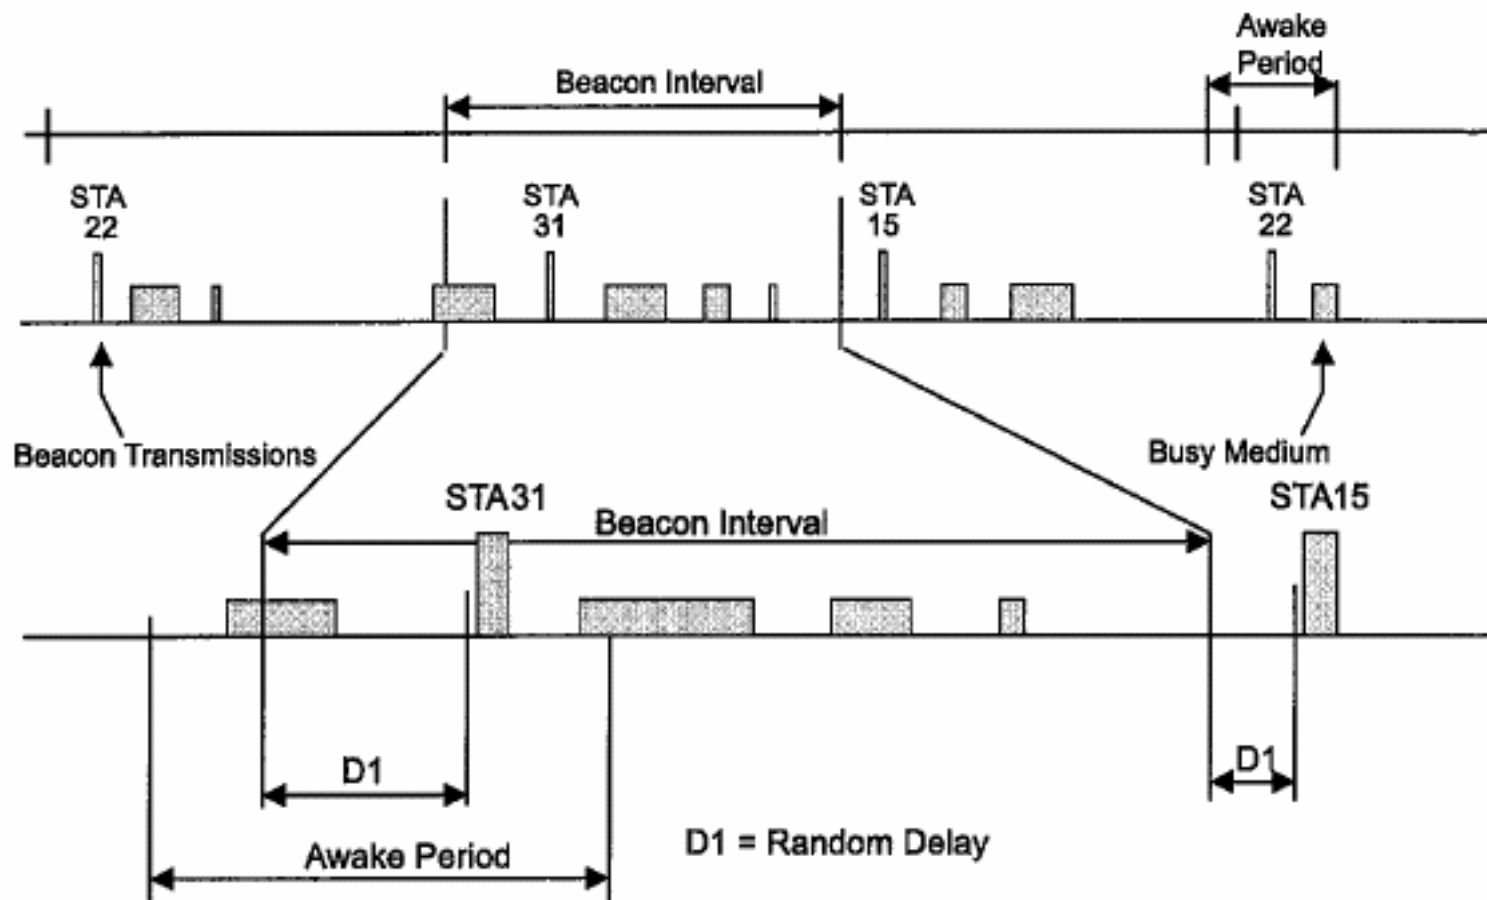 Awake
Period
Beacon Interval
STA
22
STA
31
STA
15
STA
22
Beacon Transmissions
Busy Medium
STA31
Beacon Interval
STA15
D1
D1
D1 = Random Delay
Awake Period